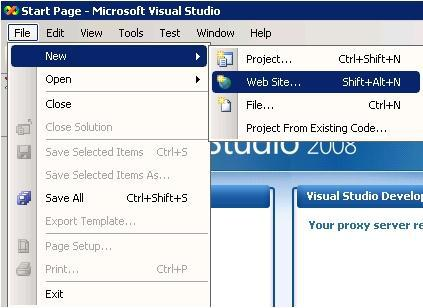 Start Page - Microsoft Visual Studio
File Edit View Tools Test Window Help
New
Open
Close
Close Solution
Save Selected Items Ctrl+S
Save Selected Items As...
Save All Ctrl+Shift+S
Export Template...
Page Setup...
Print... Ctrl+P
Exit
Project... Ctrl+Shift+N
Web Site... Shift+Alt+N
File... Ctrl+N
Project From Existing Code...
Studio 2008
Visual Studio Develop
Your proxy server re